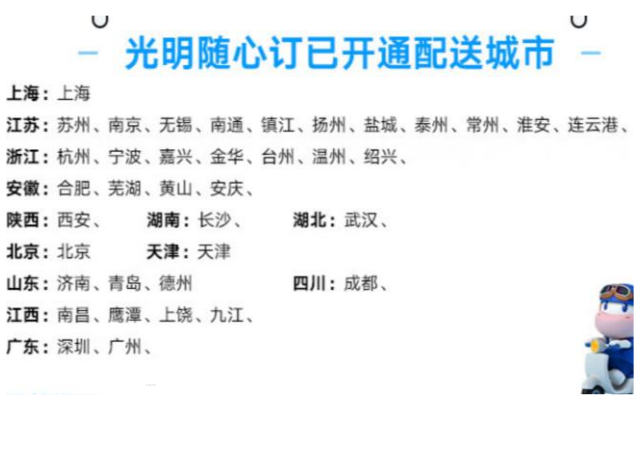 光明随心订已开通配送城市
上海：上海
江苏：苏州、南京、无锡、南通、镇江、扬州、盐城、泰州、常州、淮安、连云港、
浙江：杭州、宁波、嘉兴、金华、台州、温州、绍兴、
安徽：合肥、芜湖、黄山、安庆、
陕西：西安、 湖南：长沙、 湖北：武汉、
北京：北京 天津：天津
山东：济南、青岛、德州 四川：成都、
江西：南昌、鹰潭、上饶、九江、
广东：深圳、广州、